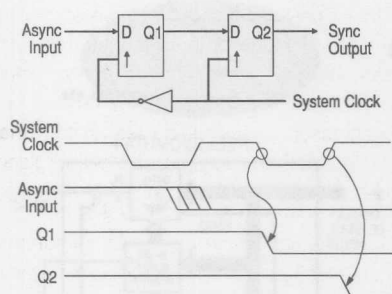 Async
Input
D Q1
D Q2
Sync
Output
System Clock
System
Clock
Async
Input
Q1
Q2